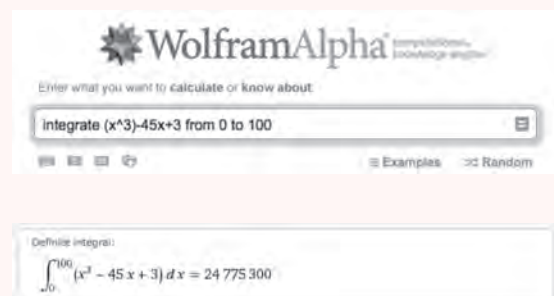 WolframAlpha
Enter what you want to calculate or know about:
integrate (x^3)-45x+3 from 0 to 100
Examples Random
Definite integral:
∫₀¹⁰⁰ (x³ − 45 x + 3) d x = 24 775 300